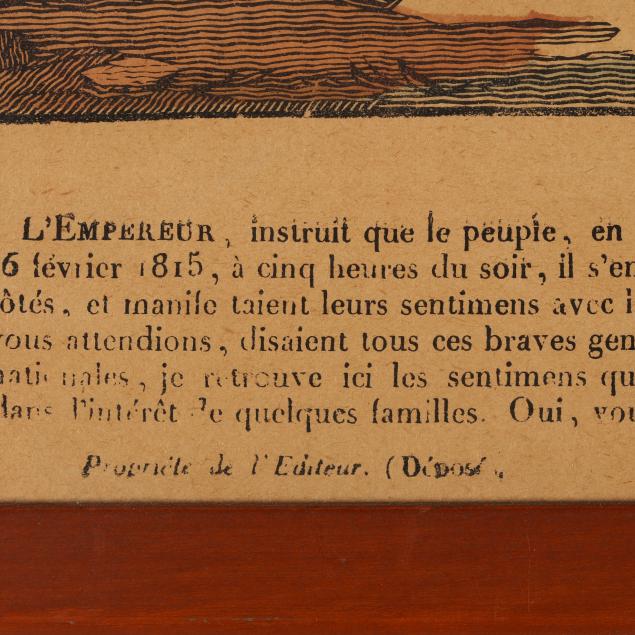 L'EMPEREUR, instruit que le peuple, en
6 février 1815, à cinq heures du soir, il s'em
ôtés, et manifestaient leurs sentimens avec
vous attendions, disaient tous ces braves gen
nationales, je retrouve ici les sentimens qu
dans l'intérêt de quelques familles. Oui, vou
Propriété de l'Editeur. (Déposé.